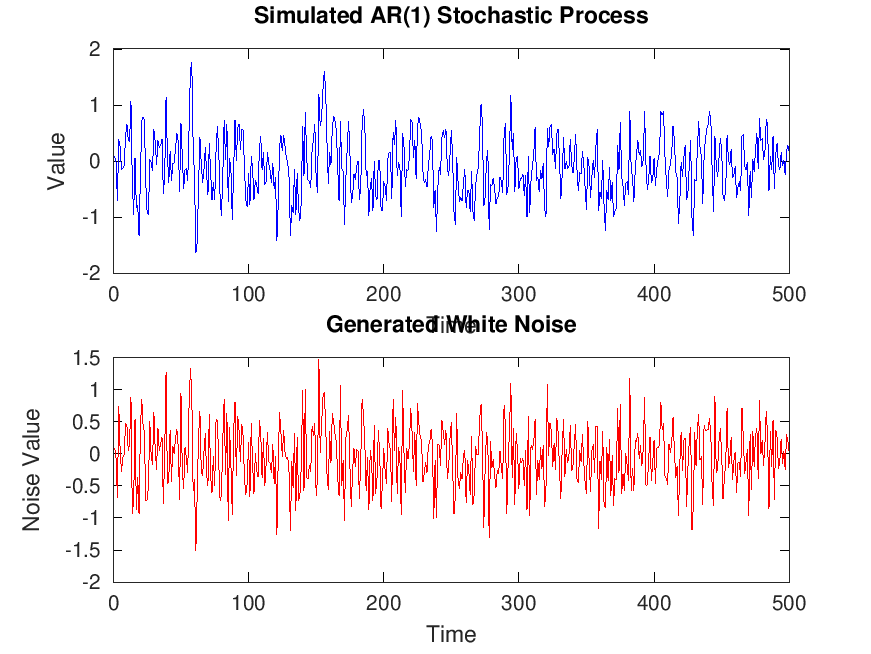 Simulated AR(1) Stochastic Process
2
1
0
-1
-2
Value
0 100 200 300 400 500
Time
Generated White Noise
1.5
1
0.5
0
-0.5
-1
-1.5
-2
Noise Value
0 100 200 300 400 500
Time